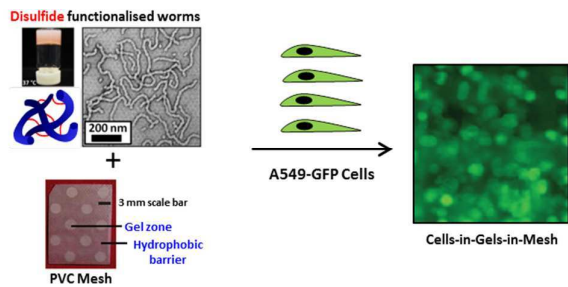 Disulfide functionalised worms
37 °C
200 nm
+
3 mm scale bar
Gel zone
Hydrophobic
barrier
PVC Mesh
A549-GFP Cells
Cells-in-Gels-in-Mesh